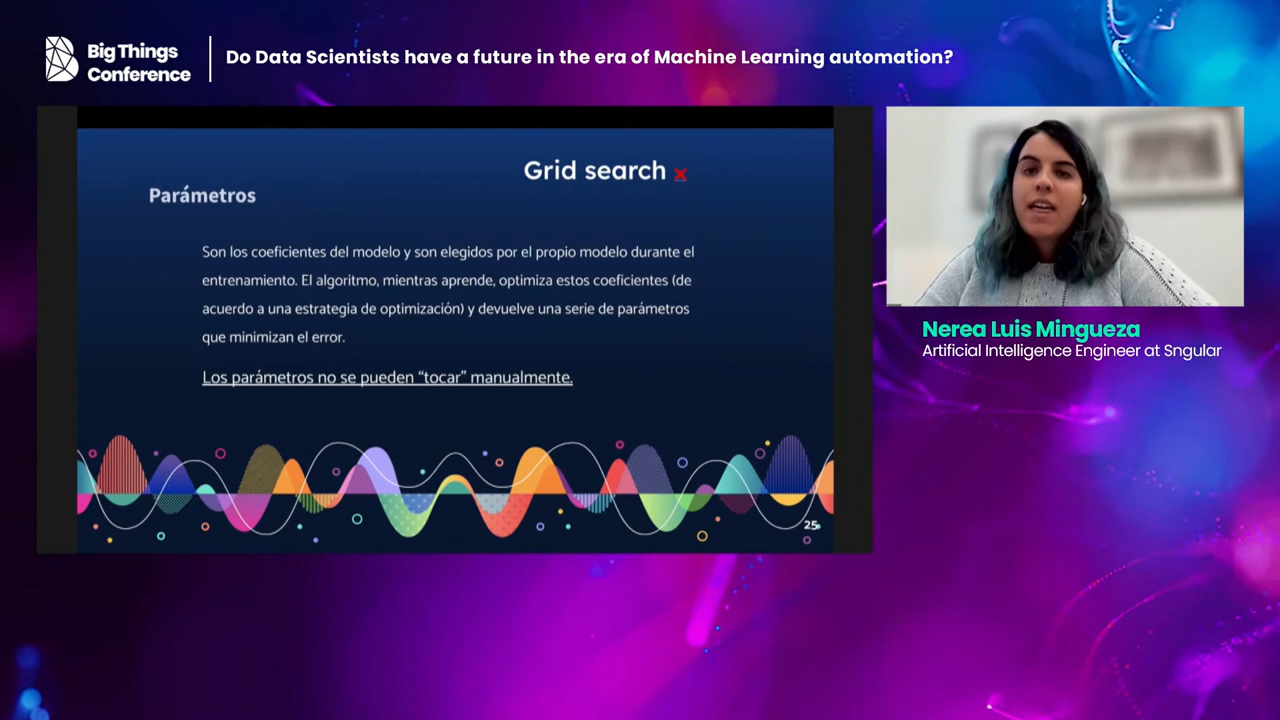 Big Things
Conference
Do Data Scientists have a future in the era of Machine Learning automation?
Grid search x
Parámetros
Son los coeficientes del modelo y son elegidos por el propio modelo durante el
entrenamiento. El algoritmo, mientras aprende, optimiza estos coeficientes (de
acuerdo a una estrategia de optimización) y devuelve una serie de parámetros
que minimizan el error.
Los parámetros no se pueden “tocar” manualmente.
25
Nerea Luis Mingueza
Artificial Intelligence Engineer at Sngular